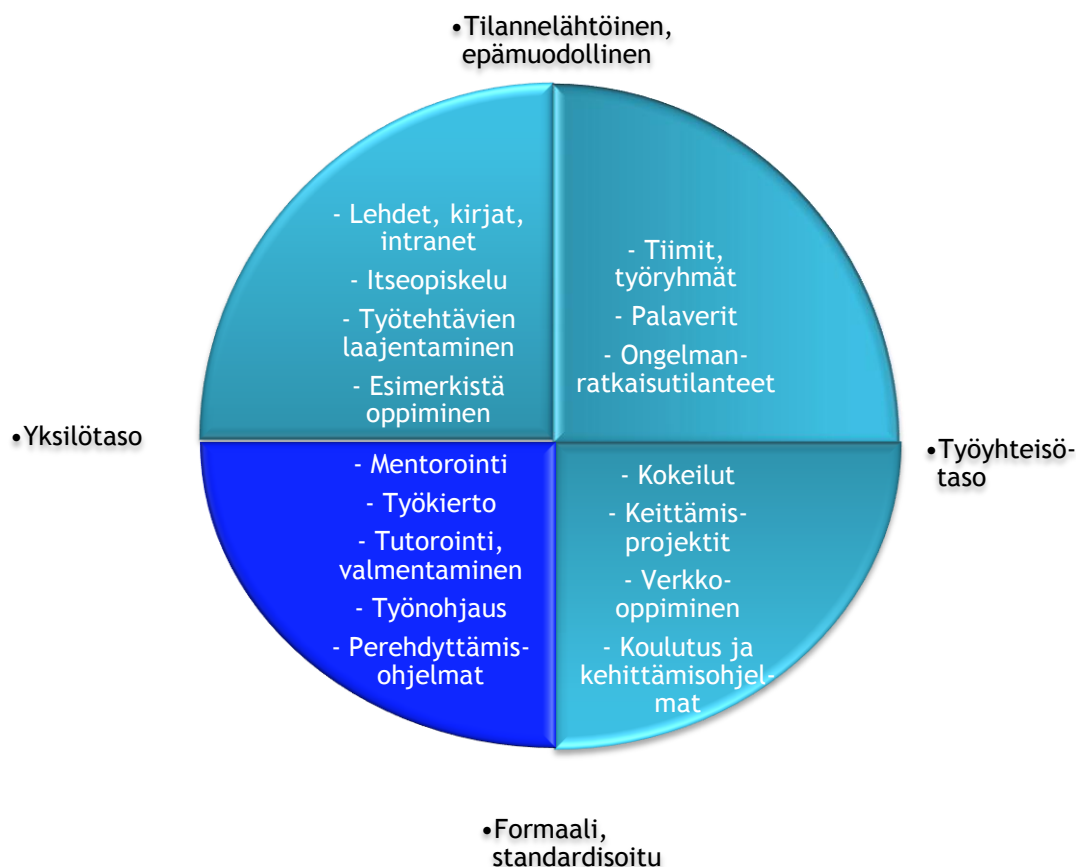 •Tilannelähtöinen,
epämuodollinen
- Lehdet, kirjat,
intranet
- Itseopiskelu
- Työtehtävien
laajentaminen
- Esimerkistä
oppiminen
- Tiimit,
työryhmät
- Palaverit
- Ongelman-
ratkaisutilanteet
•Yksilötaso
•Työyhteisö-
taso
- Mentorointi
- Työkierto
- Tutorointi,
valmentaminen
- Työnohjaus
- Perehdyttämis-
ohjelmat
- Kokeilut
- Keittämis-
projektit
- Verkko-
oppiminen
- Koulutus ja
kehittämisohjel-
mat
•Formaali,
standardisoitu